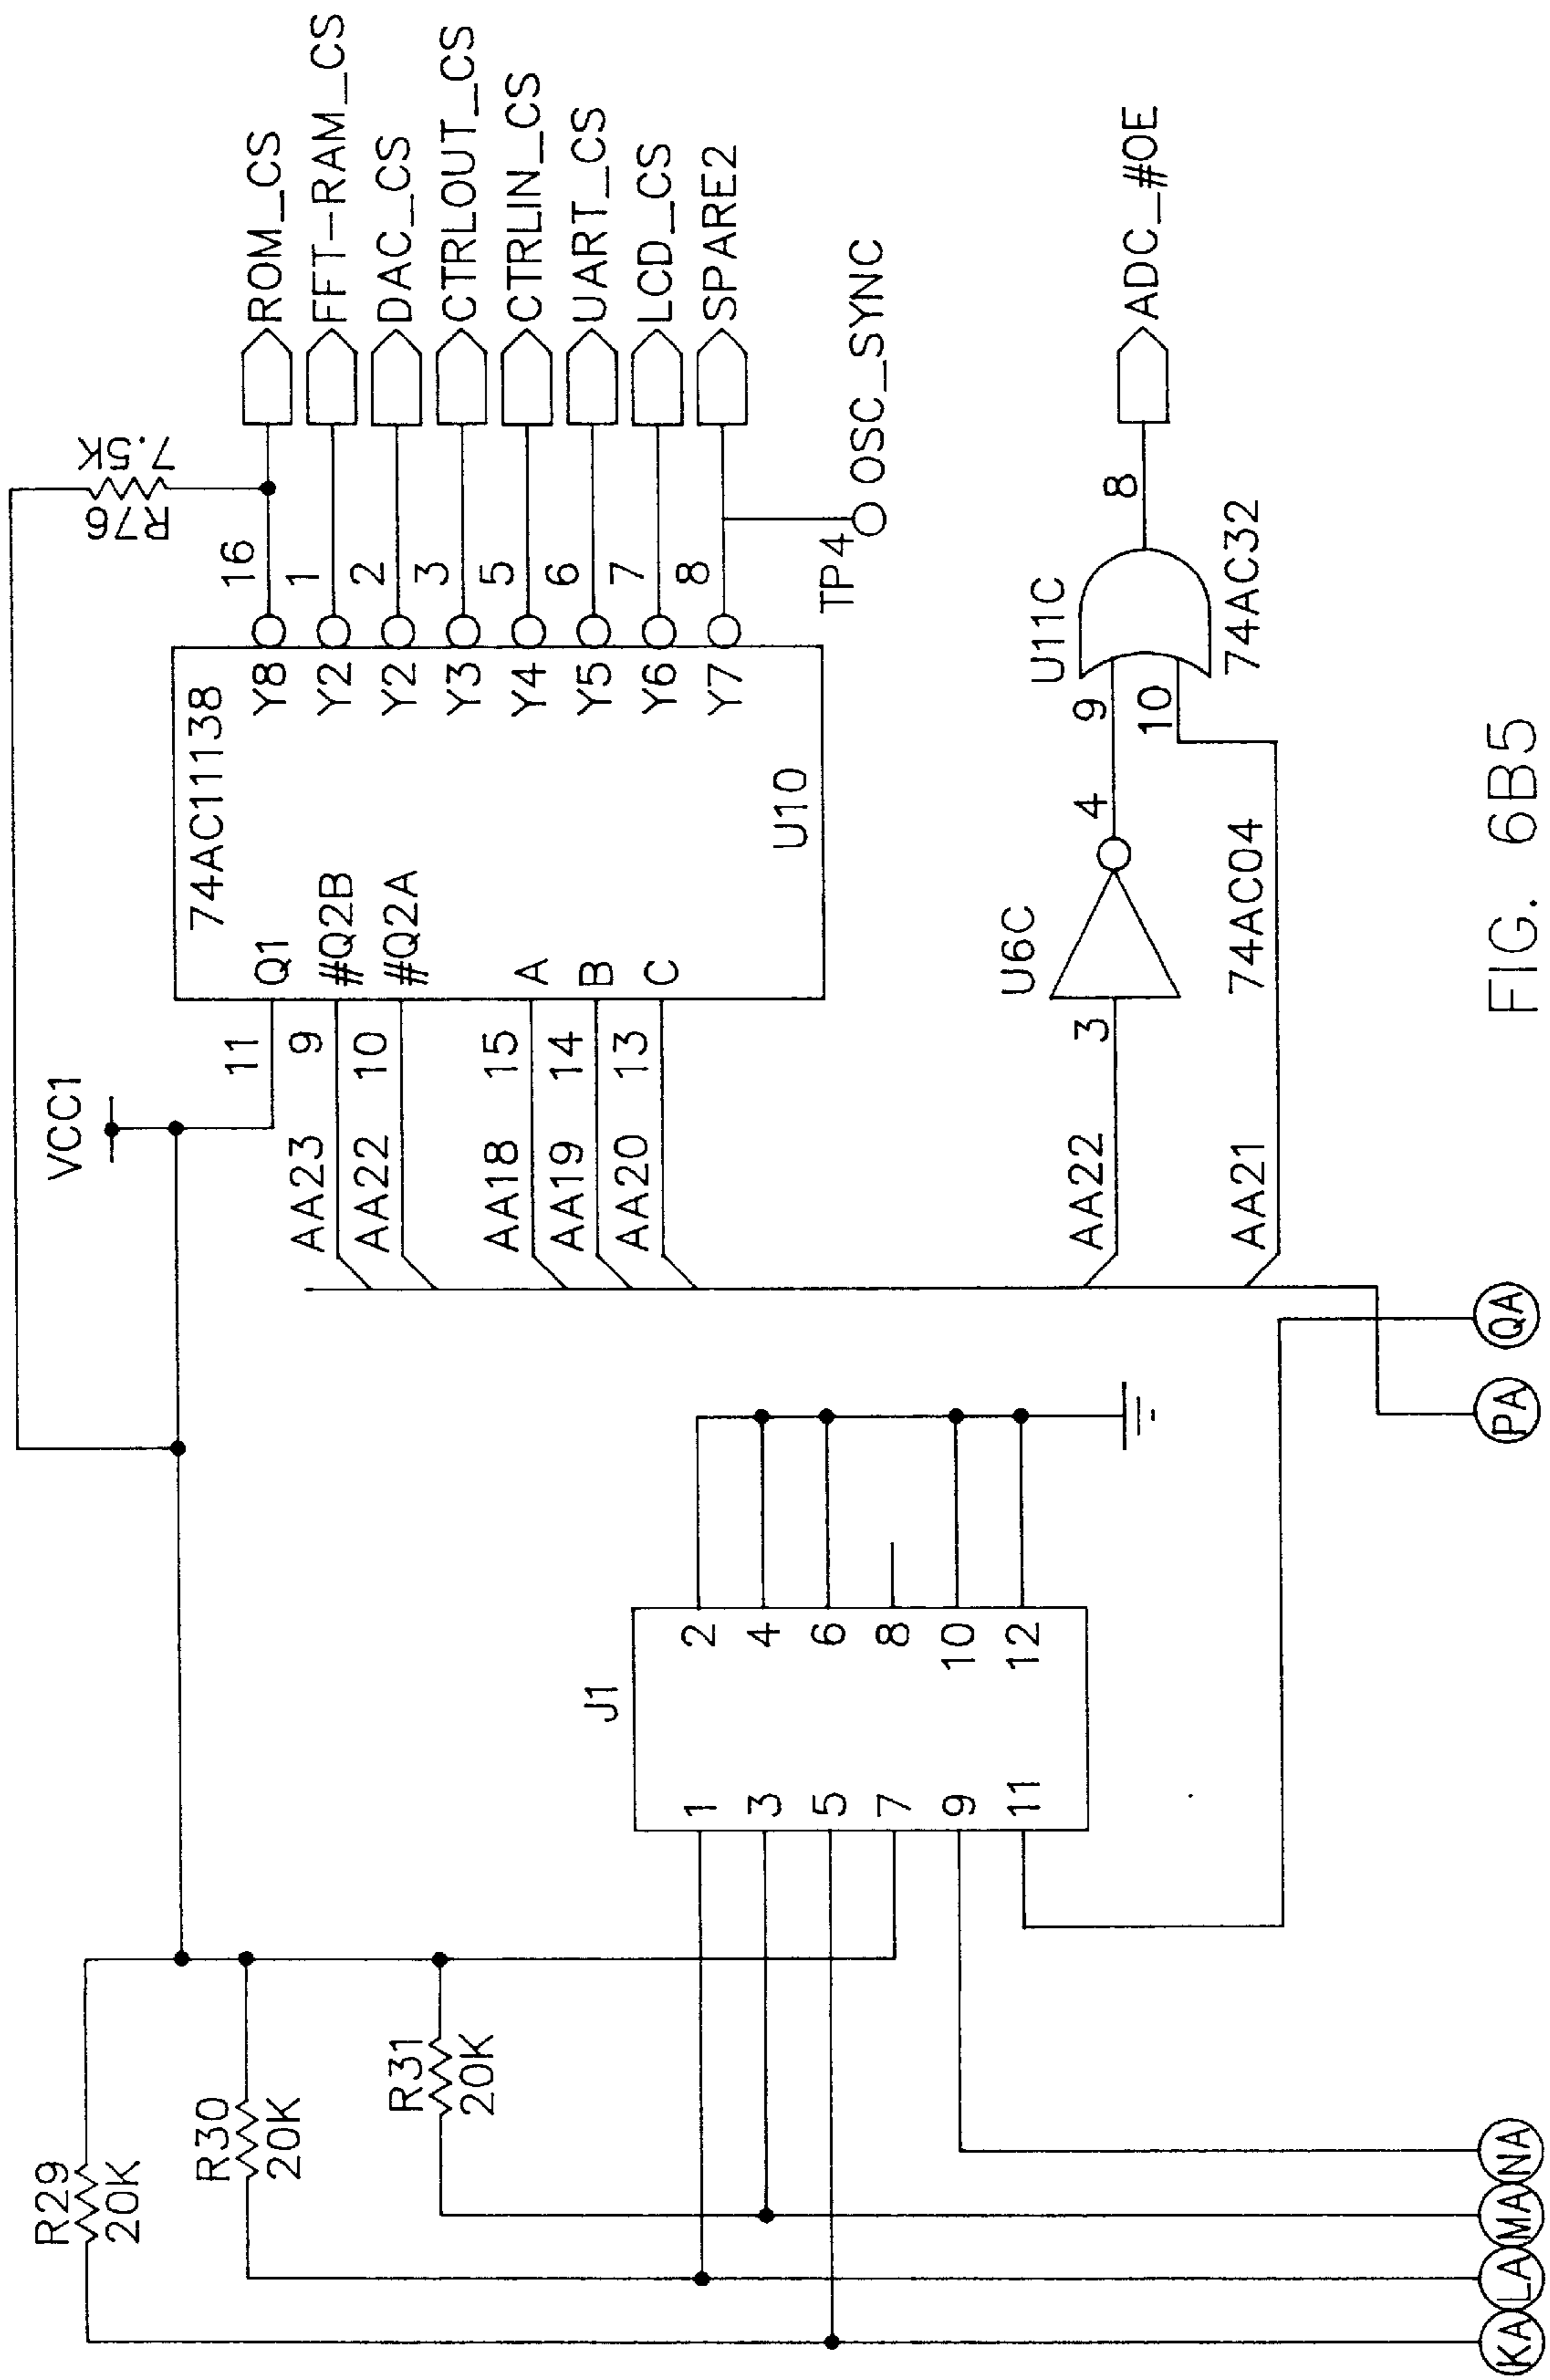 VCC1
R76
7.5K
74AC11138
11
Q1
Y8
16
ROM_CS
AA23
9
#Q2B
Y2
1
FFT-RAM_CS
AA22
10
#Q2A
Y2
2
DAC_CS
Y3
3
CTRLOUT_CS
AA18
15
A
Y4
5
CTRLIN_CS
AA19
14
B
Y5
6
UART_CS
AA20
13
C
Y6
7
LCD_CS
Y7
8
SPARE2
U10
TP4
OSC_SYNC
R29
20K
R30
20K
R31
20K
J1
1
2
3
4
5
6
7
8
9
10
11
12
U6C
AA22
3
4
74AC04
U11C
9
10
8
ADC_#OE
74AC32
AA21
KA
LA
MA
NA
PA
QA
FIG. 6B5